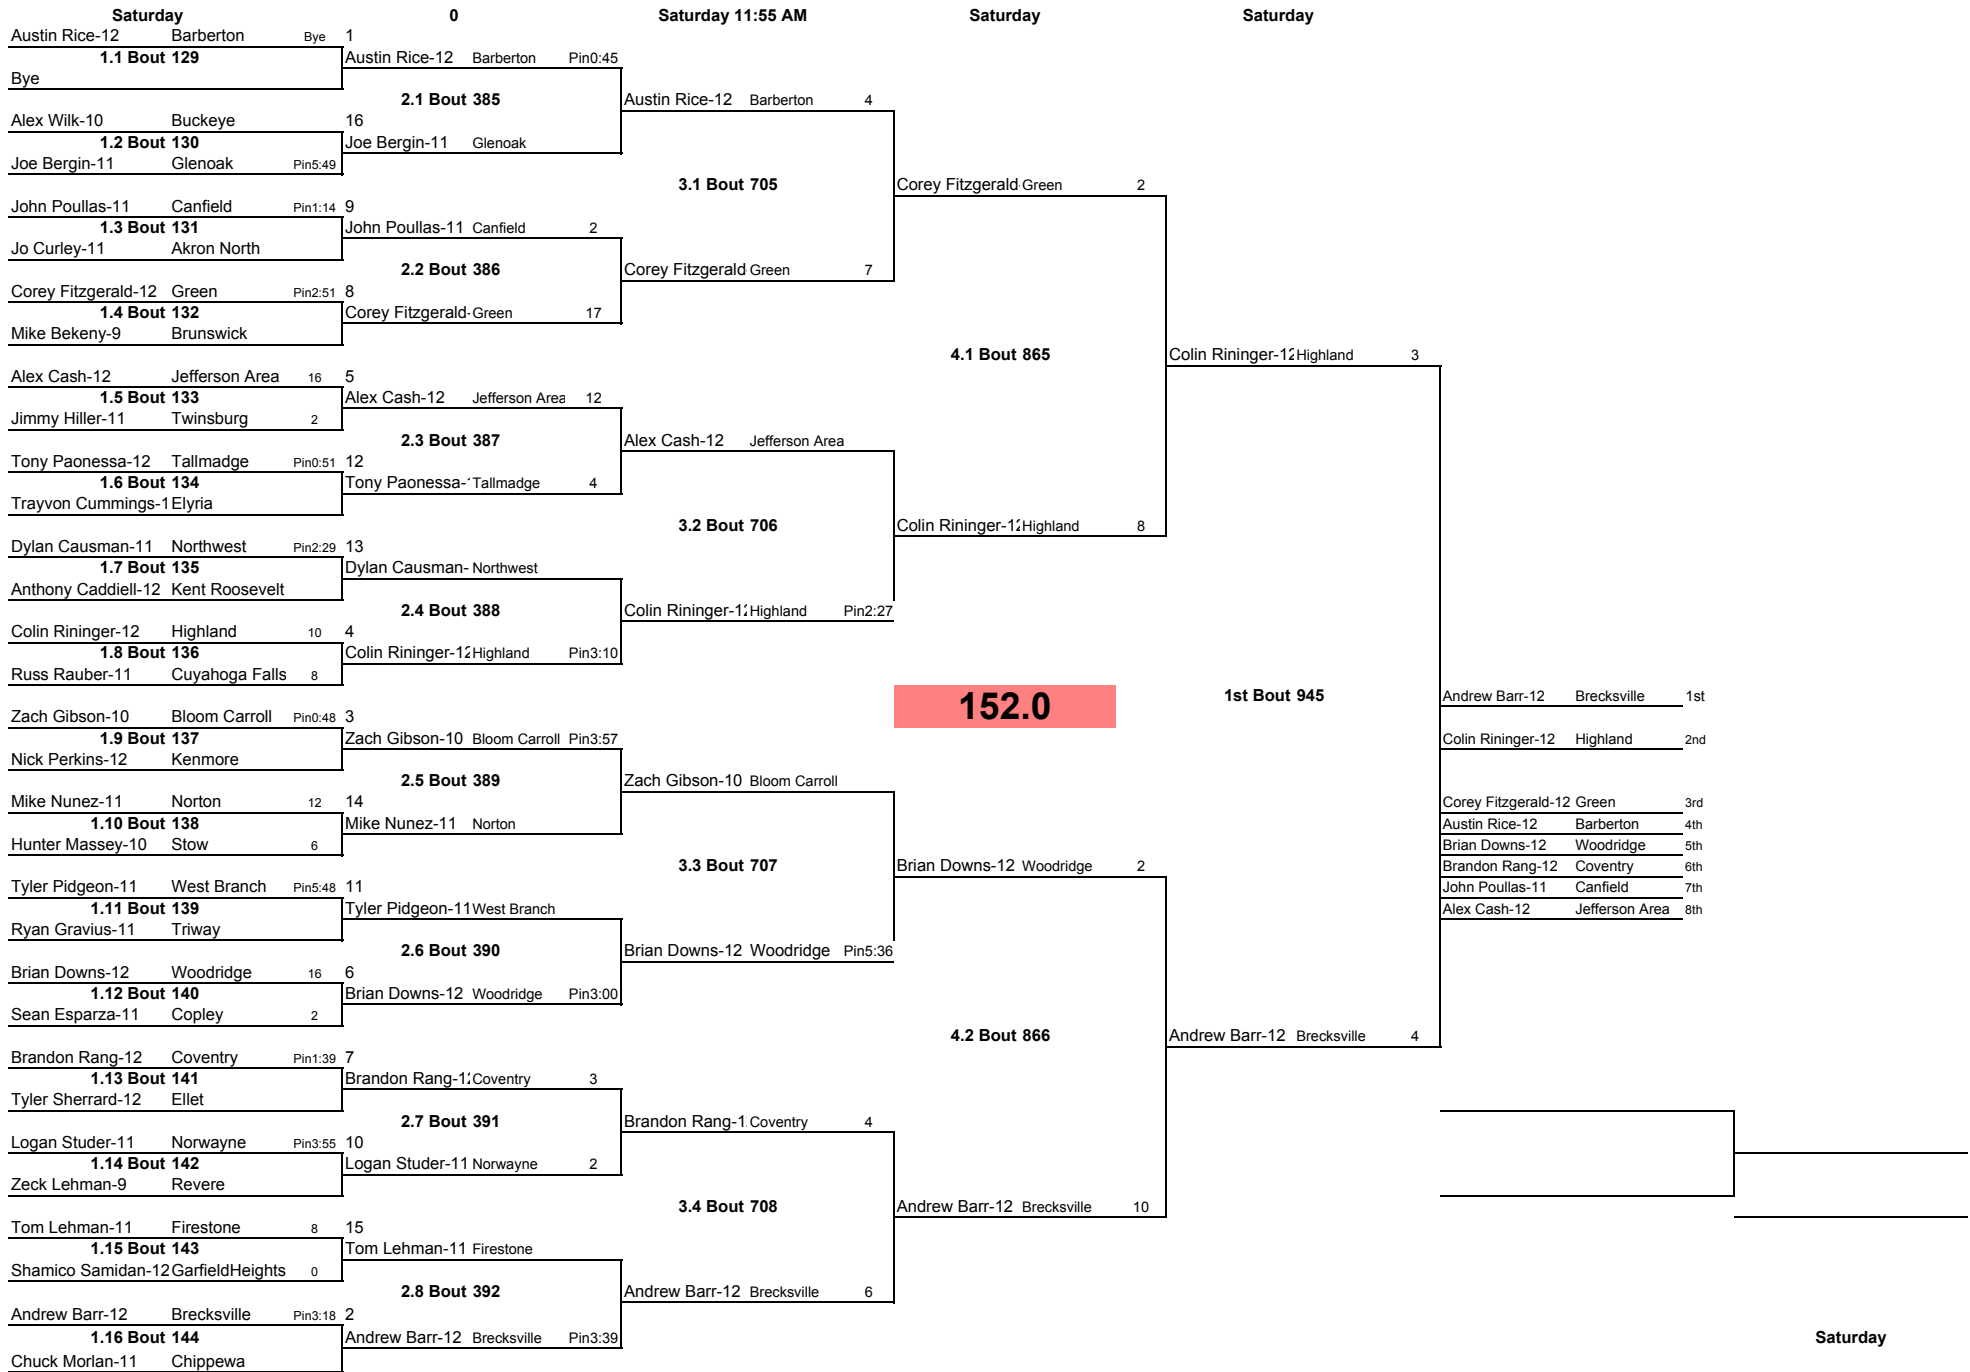 Saturday 0 Saturday 11:55 AM Saturday Saturday
Austin Rice-12 Barberton Bye 1
1.1 Bout 129 Austin Rice-12 Barberton Pin0:45
Bye
2.1 Bout 385 Austin Rice-12 Barberton 4
Alex Wilk-10 Buckeye 16
1.2 Bout 130 Joe Bergin-11 Glenoak
Joe Bergin-11 Glenoak Pin5:49
3.1 Bout 705 Corey Fitzgerald- Green 2
John Poullas-11 Canfield Pin1:14 9
1.3 Bout 131 John Poullas-11 Canfield 2
Jo Curley-11 Akron North
2.2 Bout 386 Corey Fitzgerald Green 7
Corey Fitzgerald-12 Green Pin2:51 8
1.4 Bout 132 Corey Fitzgerald- Green 17
Mike Bekeny-9 Brunswick
4.1 Bout 865 Colin Rininger-12 Highland 3
Alex Cash-12 Jefferson Area 16 5
1.5 Bout 133 Alex Cash-12 Jefferson Area 12
Jimmy Hiller-11 Twinsburg 2
2.3 Bout 387 Alex Cash-12 Jefferson Area
Tony Paonessa-12 Tallmadge Pin0:51 12
1.6 Bout 134 Tony Paonessa- Tallmadge 4
Trayvon Cummings-1 Elyria
3.2 Bout 706 Colin Rininger-12 Highland 8
Dylan Causman-11 Northwest Pin2:29 13
1.7 Bout 135 Dylan Causman- Northwest
Anthony Caddiell-12 Kent Roosevelt
2.4 Bout 388 Colin Rininger-12 Highland Pin2:27
Colin Rininger-12 Highland 10 4
1.8 Bout 136 Colin Rininger-12 Highland Pin3:10
Russ Rauber-11 Cuyahoga Falls 8
152.0 1st Bout 945 Andrew Barr-12 Brecksville 1st
Zach Gibson-10 Bloom Carroll Pin0:48 3
1.9 Bout 137 Zach Gibson-10 Bloom Carroll Pin3:57 Colin Rininger-12 Highland 2nd
Nick Perkins-12 Kenmore
2.5 Bout 389 Zach Gibson-10 Bloom Carroll
Mike Nunez-11 Norton 12 14 Corey Fitzgerald-12 Green 3rd
1.10 Bout 138 Mike Nunez-11 Norton Austin Rice-12 Barberton 4th
Hunter Massey-10 Stow 6 Brian Downs-12 Woodridge 5th
3.3 Bout 707 Brian Downs-12 Woodridge 2 Brandon Rang-12 Coventry 6th
Tyler Pidgeon-11 West Branch Pin5:48 11 John Poullas-11 Canfield 7th
1.11 Bout 139 Tyler Pidgeon-11 West Branch Alex Cash-12 Jefferson Area 8th
Ryan Gravius-11 Triway
2.6 Bout 390 Brian Downs-12 Woodridge Pin5:36
Brian Downs-12 Woodridge 16 6
1.12 Bout 140 Brian Downs-12 Woodridge Pin3:00
Sean Esparza-11 Copley 2
4.2 Bout 866 Andrew Barr-12 Brecksville 4
Brandon Rang-12 Coventry Pin1:39 7
1.13 Bout 141 Brandon Rang-12 Coventry 3
Tyler Sherrard-12 Ellet
2.7 Bout 391 Brandon Rang-1 Coventry 4
Logan Studer-11 Norwayne Pin3:55 10
1.14 Bout 142 Logan Studer-11 Norwayne 2
Zeck Lehman-9 Revere
3.4 Bout 708 Andrew Barr-12 Brecksville 10
Tom Lehman-11 Firestone 8 15
1.15 Bout 143 Tom Lehman-11 Firestone
Shamico Samidan-12 GarfieldHeights 0
2.8 Bout 392 Andrew Barr-12 Brecksville 6
Andrew Barr-12 Brecksville Pin3:18 2
1.16 Bout 144 Andrew Barr-12 Brecksville Pin3:39 Saturday
Chuck Morlan-11 Chippewa